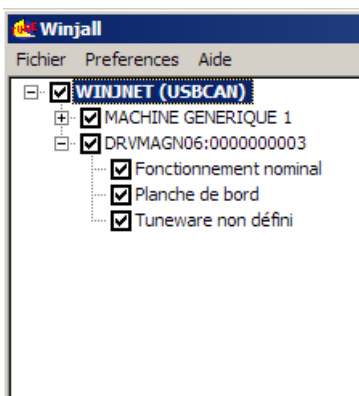 Winjall
Fichier Preferences Aide
WINJNET (USBCAN)
MACHINE GENERIQUE 1
DRVMAGN06:0000000003
Fonctionnement nominal
Planche de bord
Tuneware non défini